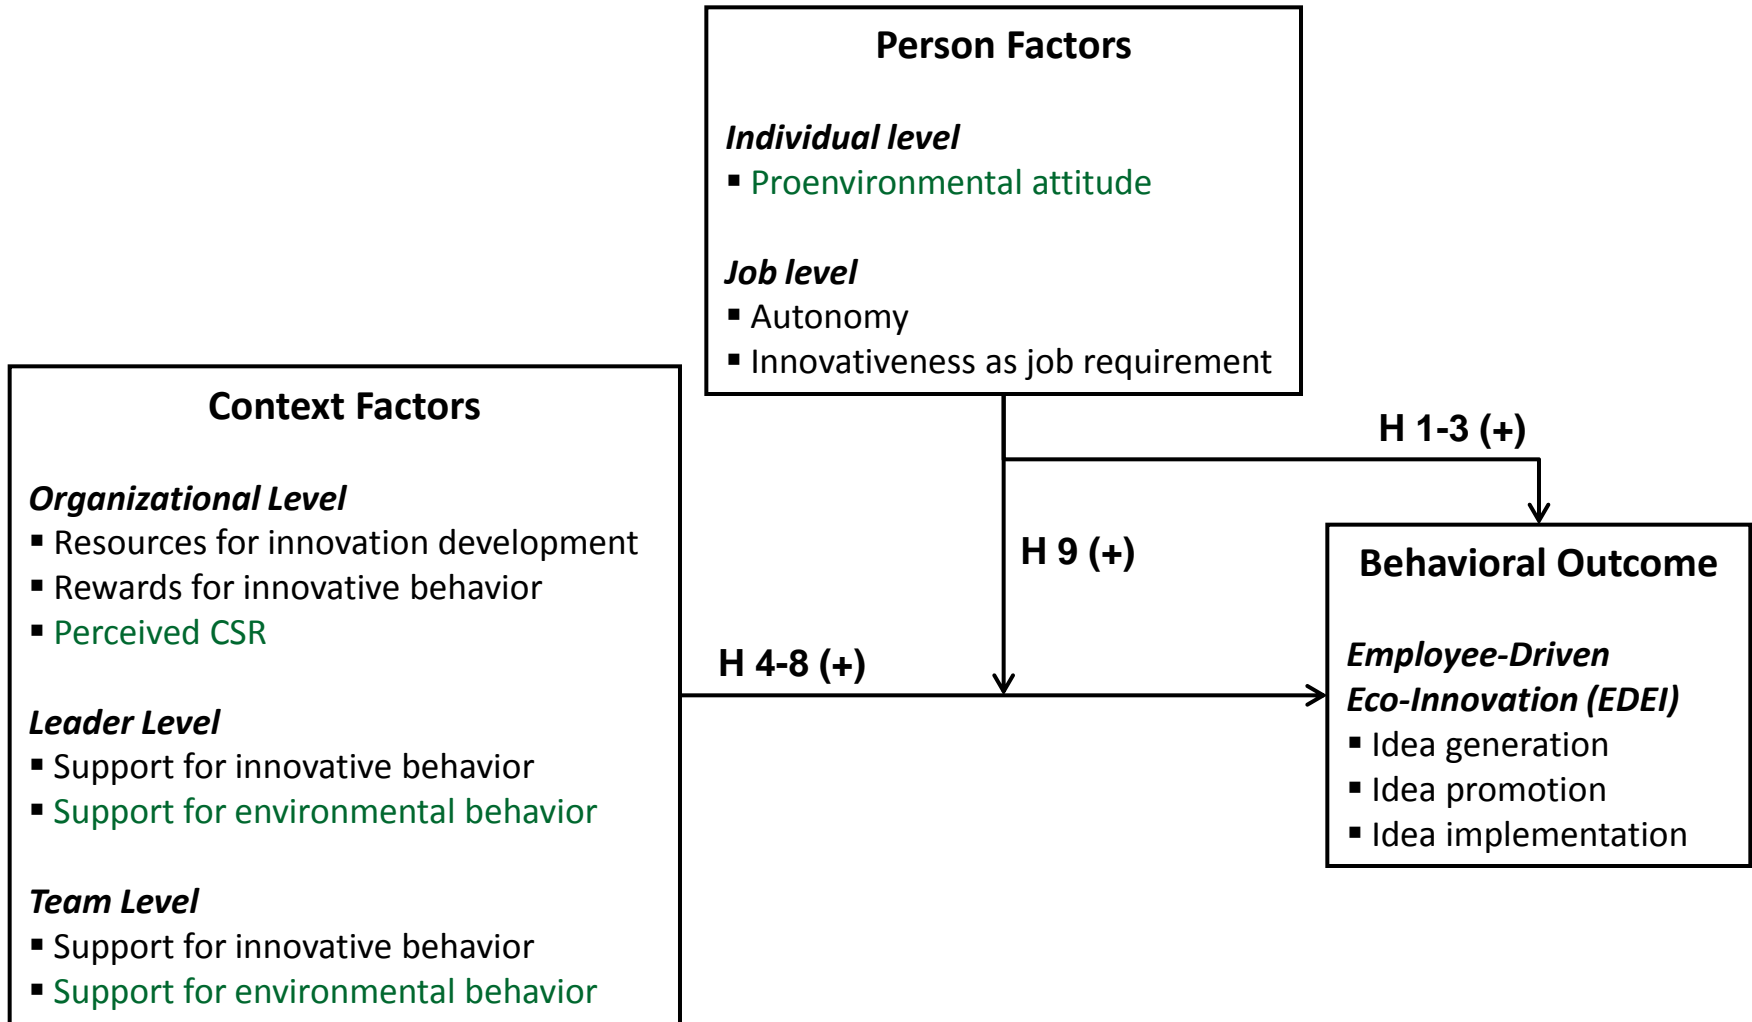 Person Factors
Individual level
▪ Proenvironmental attitude
Job level
▪ Autonomy
▪ Innovativeness as job requirement
Context Factors
Organizational Level
▪ Resources for innovation development
▪ Rewards for innovative behavior
▪ Perceived CSR
Leader Level
▪ Support for innovative behavior
▪ Support for environmental behavior
Team Level
▪ Support for innovative behavior
▪ Support for environmental behavior
H 1-3 (+)
H 9 (+)
H 4-8 (+)
Behavioral Outcome
Employee-Driven
Eco-Innovation (EDEI)
▪ Idea generation
▪ Idea promotion
▪ Idea implementation